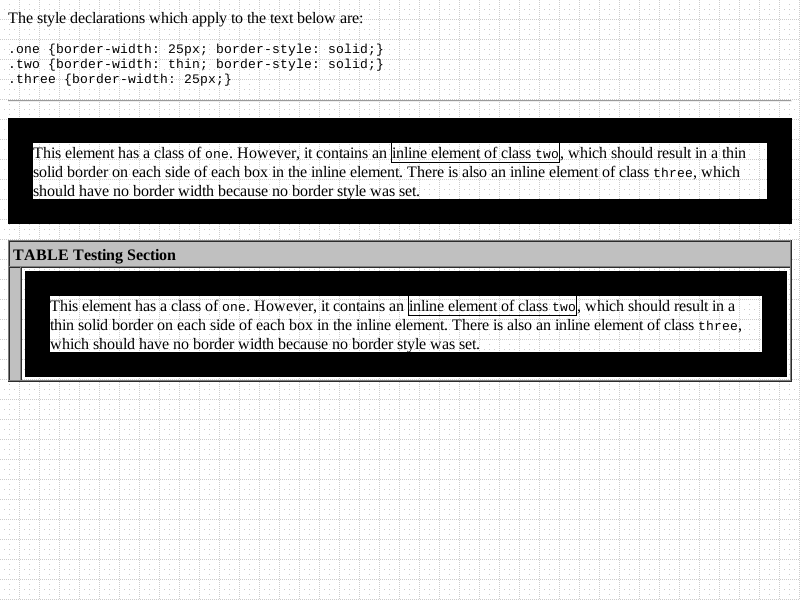 The style declarations which apply to the text below are:
.one {border-width: 25px; border-style: solid;}
.two {border-width: thin; border-style: solid;}
.three {border-width: 25px;}
This element has a class of one. However, it contains an inline element of class two, which should result in a thin
solid border on each side of each box in the inline element. There is also an inline element of class three, which
should have no border width because no border style was set.
TABLE Testing Section
This element has a class of one. However, it contains an inline element of class two, which should result in a
thin solid border on each side of each box in the inline element. There is also an inline element of class three,
which should have no border width because no border style was set.